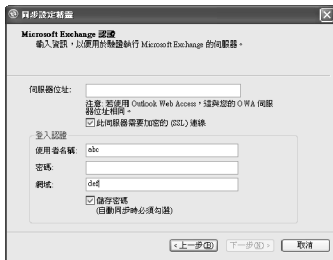 同步設定精靈
Microsoft Exchange 認證
輸入資訊，以便用於驗證執行 Microsoft Exchange 的伺服器。
伺服器位址:
注意: 若使用 Outlook Web Access，這與您的 OWA 伺服
器位址相同。
此伺服器需要加密的 (SSL) 連線
登入認證
使用者名稱: abc
密碼:
網域: def
儲存密碼
(自動同步時必須勾選)
<上一步(B) 下一步(N)> 取消